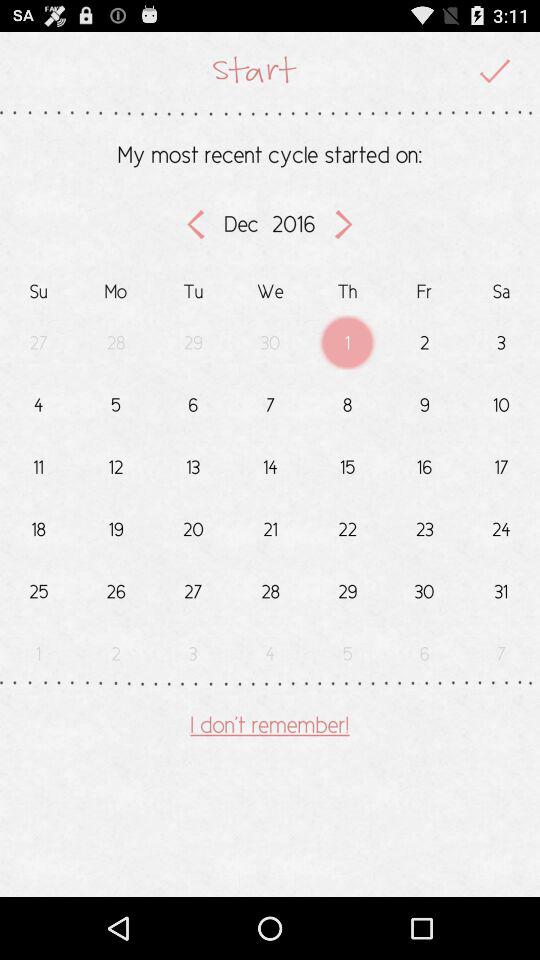 SA FAKE 3:11
Start
My most recent cycle started on:
Dec 2016
Su Mo Tu We Th Fr Sa
27 28 29 30 1 2 3
4 5 6 7 8 9 10
11 12 13 14 15 16 17
18 19 20 21 22 23 24
25 26 27 28 29 30 31
1 2 3 4 5 6 7
I don't remember!